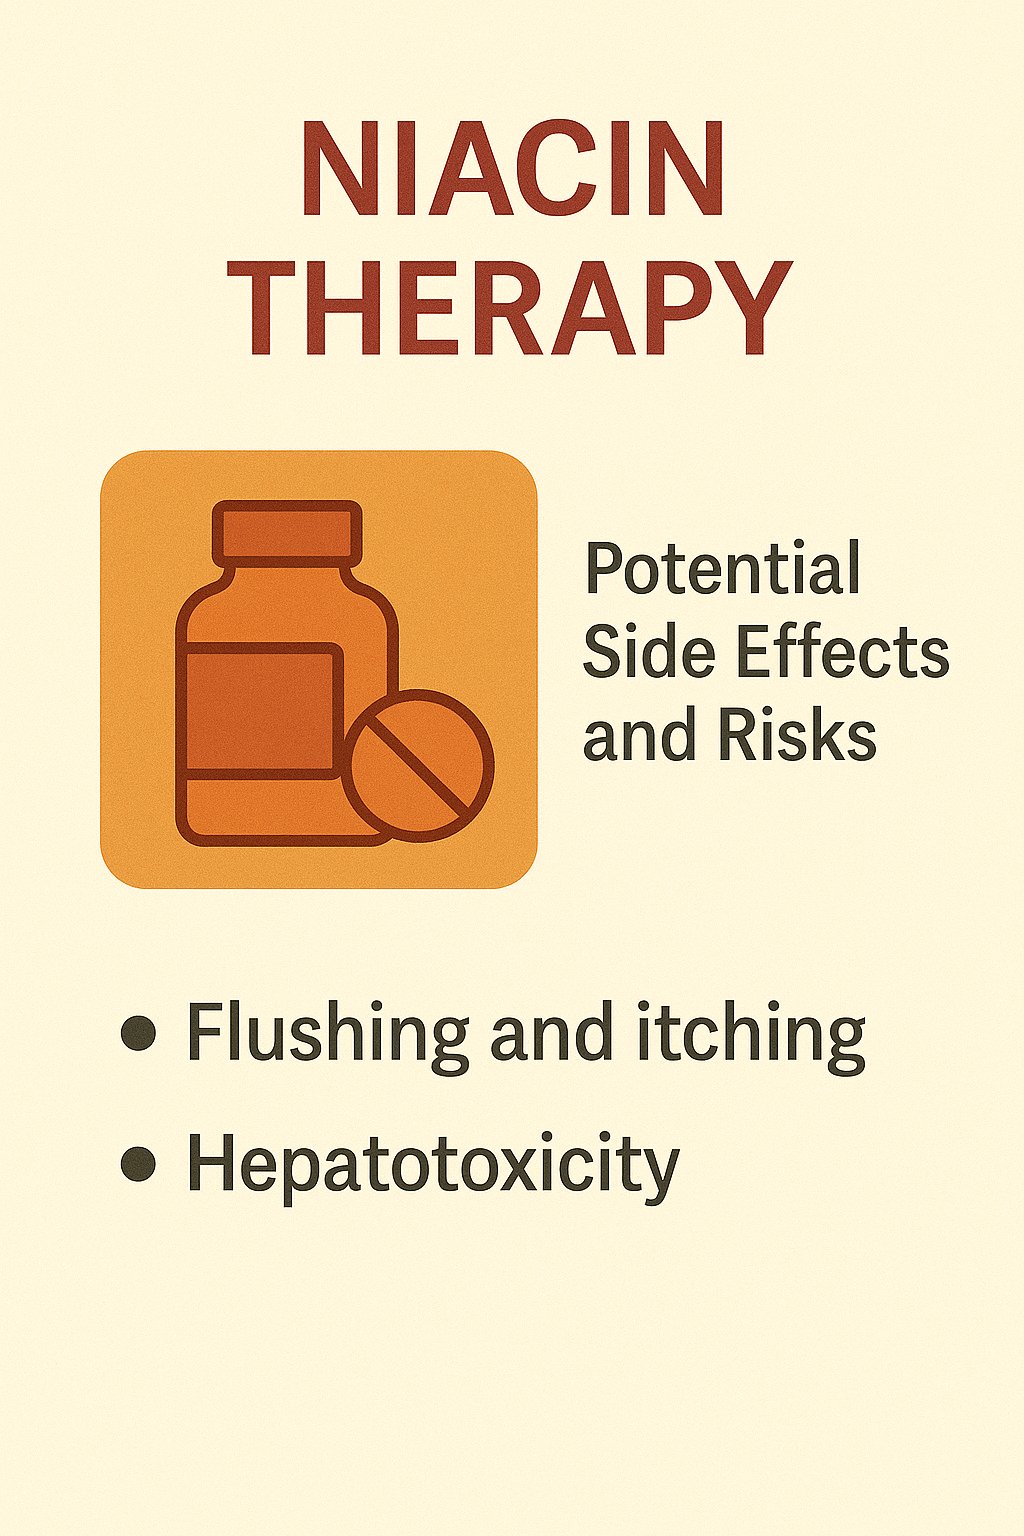 NIACIN
THERAPY
Potential
Side Effects
and Risks
• Flushing and itching
• Hepatotoxicity